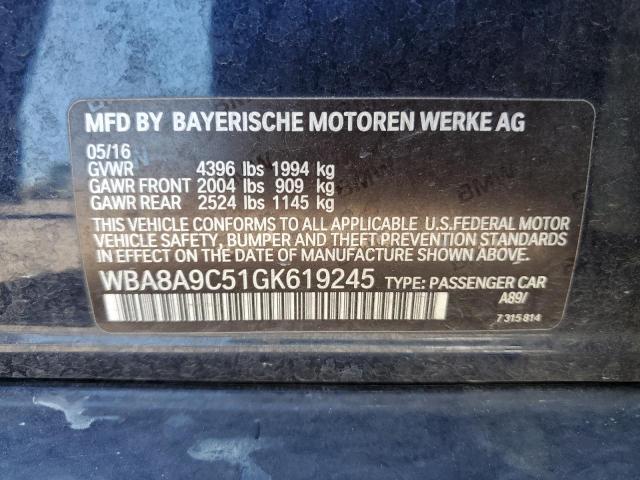 MFD BY BAYERISCHE MOTOREN WERKE AG
05/16
GVWR 4396 lbs 1994 kg
GAWR FRONT 2004 lbs 909 kg
GAWR REAR 2524 lbs 1145 kg
THIS VEHICLE CONFORMS TO ALL APPLICABLE U.S.FEDERAL MOTOR
VEHICLE SAFETY, BUMPER AND THEFT PREVENTION STANDARDS
IN EFFECT ON THE DATE OF MANUFACTURE SHOWN ABOVE.
WBA8A9C51GK619245 TYPE: PASSENGER CAR
A89/
7 315 814